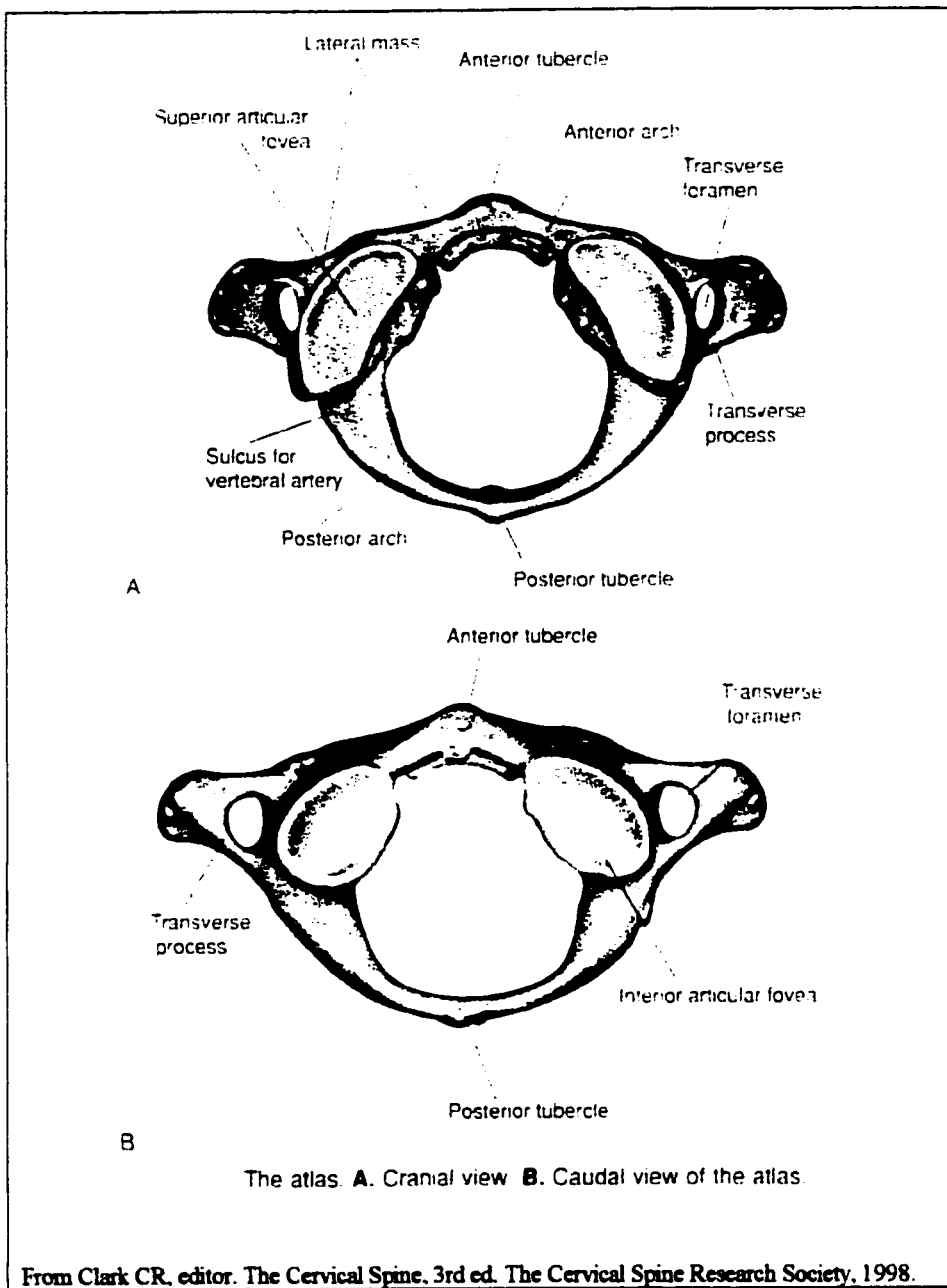 Lateral mass
Anterior tubercle
Superior articular
fovea
Anterior arch
Transverse
foramen
Transverse
process
Sulcus for
vertebral artery
Posterior arch
Posterior tubercle
A
Anterior tubercle
Transverse
foramen
Transverse
process
Inferior articular fovea
Posterior tubercle
B
The atlas. A. Cranial view B. Caudal view of the atlas.
From Clark CR, editor. The Cervical Spine. 3rd ed. The Cervical Spine Research Society, 1998.